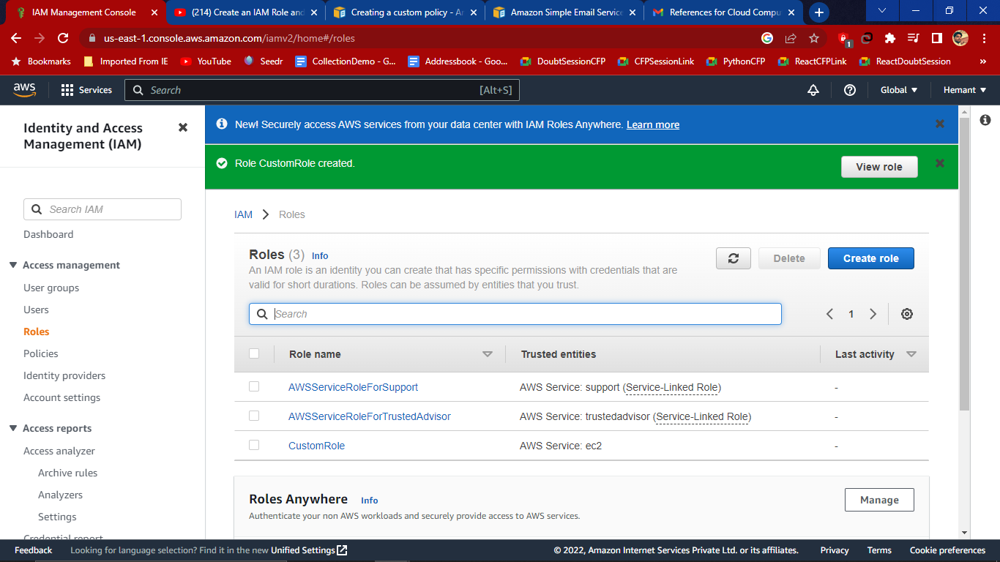 IAM Management Console
(214) Create an IAM Role and
Creating a custom policy - A
Amazon Simple Email Service
References for Cloud Compu
us-east-1.console.aws.amazon.com/iamv2/home#/roles
1
Bookmarks
Imported From IE
YouTube
Seedr
CollectionDemo - G...
Addressbook - Goo...
DoubtSessionCFP
CFPSessionLink
PythonCFP
ReactCFPLink
ReactDoubtSession
»
aws
Services
Search
[Alt+S]
Global
Hemant
Identity and Access
Management (IAM)
Search IAM
Dashboard
Access management
User groups
Users
Roles
Policies
Identity providers
Account settings
Access reports
Access analyzer
Archive rules
Analyzers
Settings
Credential report
New! Securely access AWS services from your data center with IAM Roles Anywhere. Learn more
Role CustomRole created.
View role
IAM > Roles
Roles (3) Info
An IAM role is an identity you can create that has specific permissions with credentials that are
valid for short durations. Roles can be assumed by entities that you trust.
Delete
Create role
Search
1
Role name
Trusted entities
Last activity
AWSServiceRoleForSupport
AWS Service: support (Service-Linked Role)
-
AWSServiceRoleForTrustedAdvisor
AWS Service: trustedadvisor (Service-Linked Role)
-
CustomRole
AWS Service: ec2
-
Roles Anywhere Info
Authenticate your non AWS workloads and securely provide access to AWS services.
Manage
Feedback
Looking for language selection? Find it in the new Unified Settings
© 2022, Amazon Internet Services Private Ltd. or its affiliates.
Privacy
Terms
Cookie preferences